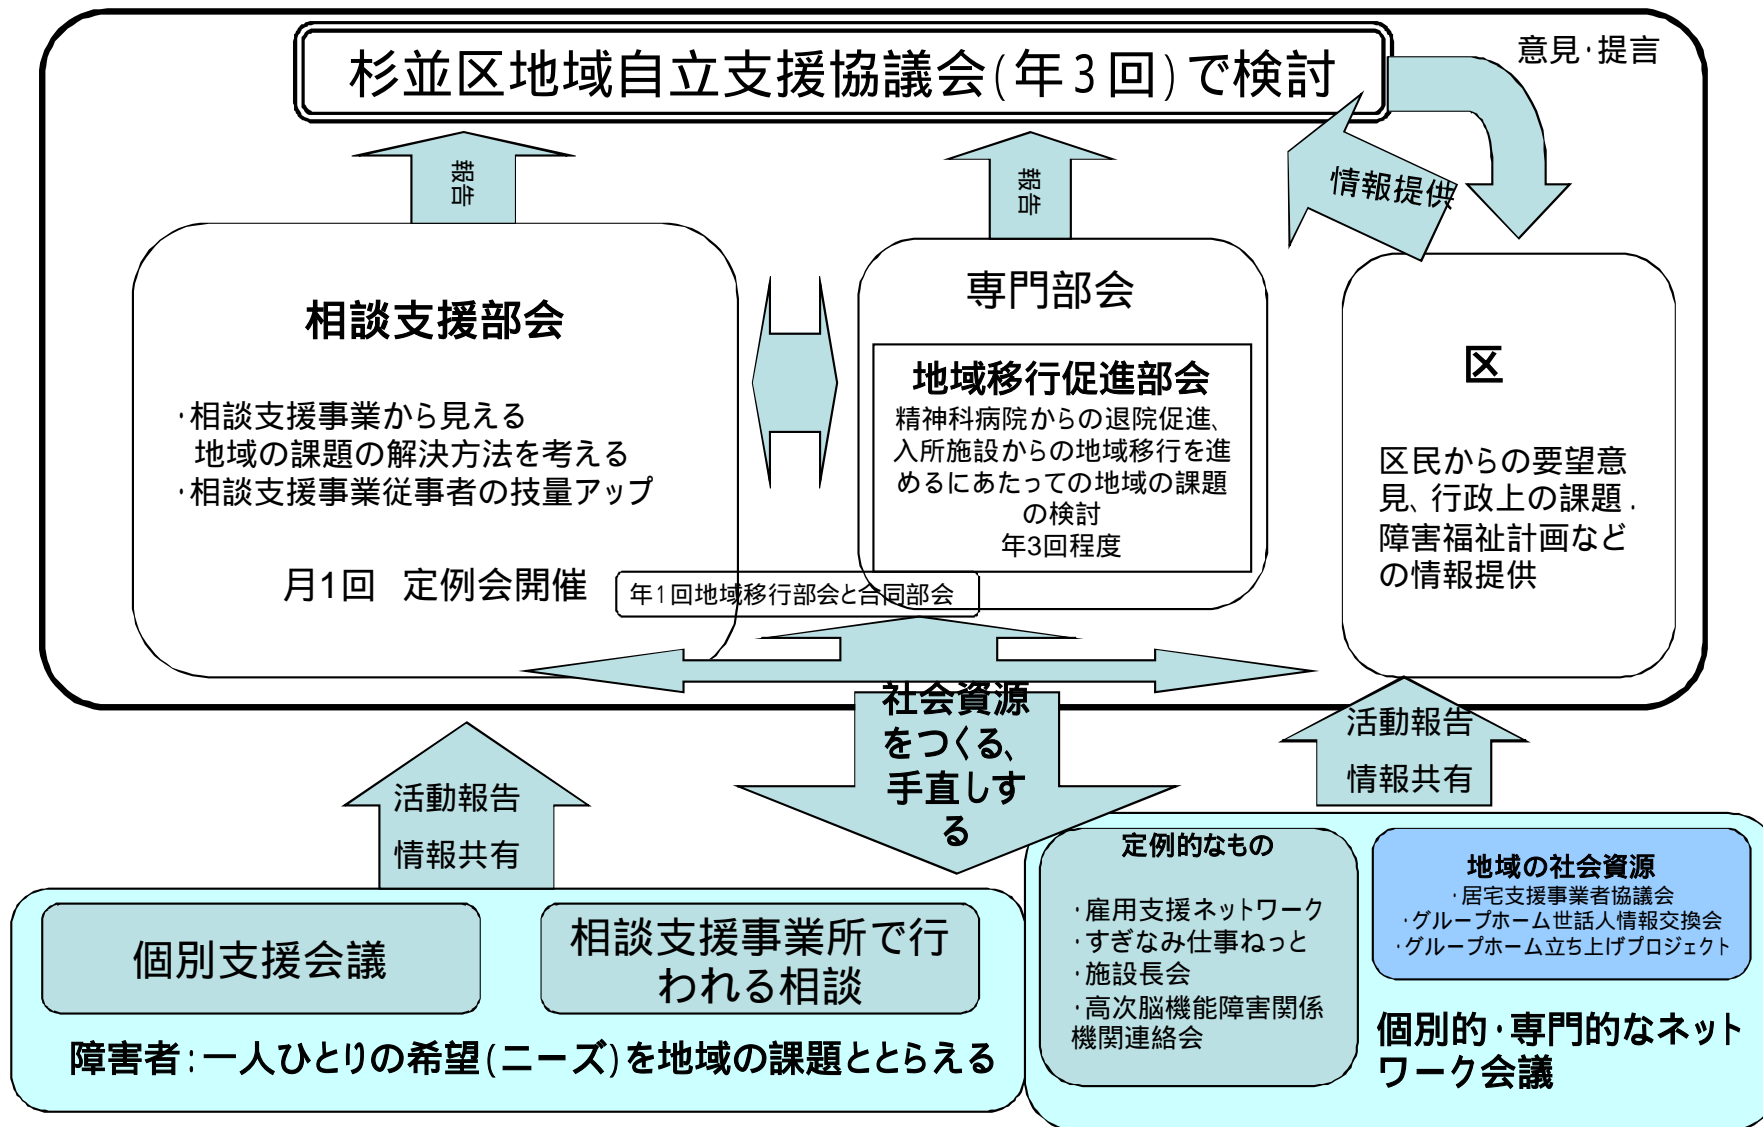 杉並区地域自立支援協議会(年3回)で検討
意見・提言
報告
報告
情報提供
相談支援部会
・相談支援事業から見える
地域の課題の解決方法を考える
・相談支援事業従事者の技量アップ
月1回 定例会開催
専門部会
地域移行促進部会
精神科病院からの退院促進、
入所施設からの地域移行を進
めるにあたっての地域の課題
の検討
年3回程度
年1回地域移行部会と合同部会
区
区民からの要望意
見、行政上の課題・
障害福祉計画など
の情報提供
社会資源
をつくる、
手直しす
る
活動報告
情報共有
活動報告
情報共有
個別支援会議
相談支援事業所で行
われる相談
障害者:一人ひとりの希望(ニーズ)を地域の課題ととらえる
定例的なもの
・雇用支援ネットワーク
・すぎなみ仕事ねっと
・施設長会
・高次脳機能障害関係
機関連絡会
地域の社会資源
・居宅支援事業者協議会
・グループホーム世話人情報交換会
・グループホーム立ち上げプロジェクト
個別的・専門的なネット
ワーク会議